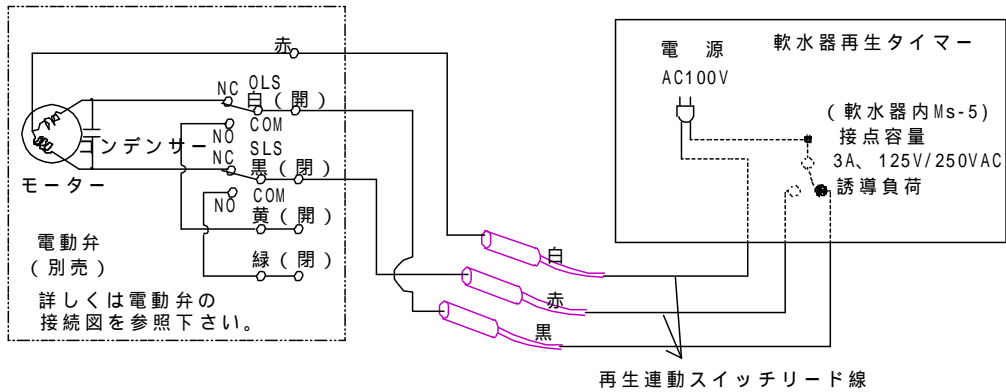 赤
NC OLS
白(開)
COM
NO
コンデンサー
SLS
NC
黒(閉)
モーター
COM
NO
黄(開)
電動弁
(別売)
緑(閉)
詳しくは電動弁の
接続図を参照下さい。
白
赤
黒
再生連動スイッチリード線
電 源
AC100V
軟水器再生タイマー
(軟水器内Ms-5)
接点容量
3A、125V/250VAC
誘導負荷